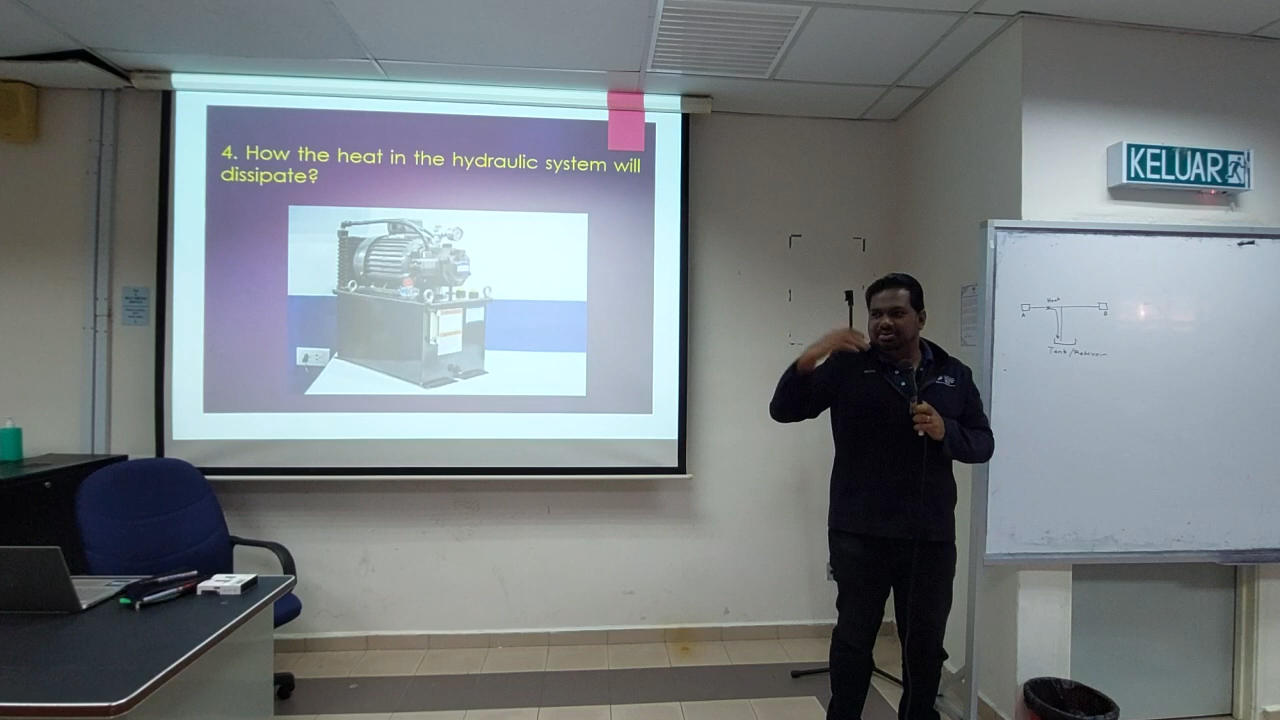 4. How the heat in the hydraulic system will
dissipate?
KELUAR
Heat
A
B
Tank/Reservoir